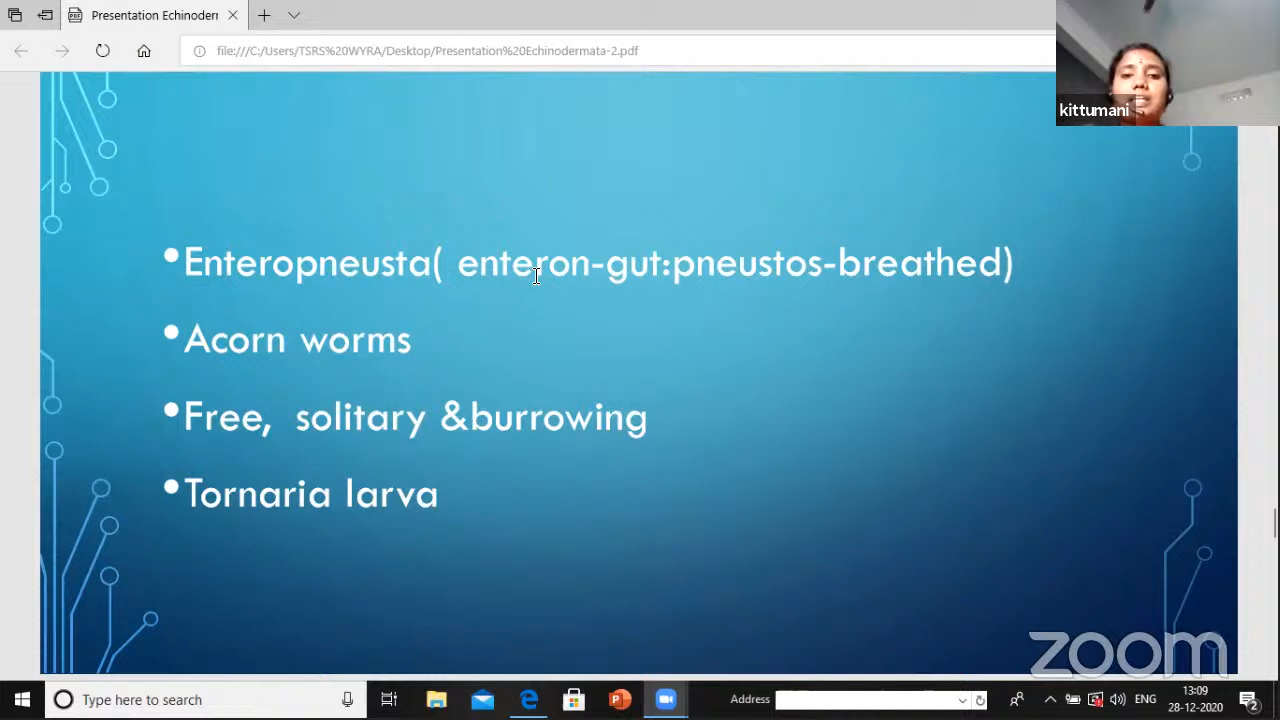 Presentation Echinoder
file:///C:/Users/TSRS%20WYRA/Desktop/Presentation%20Echinodermata-2.pdf
kittumani
•Enteropneusta( enteron-gut:pneustos-breathed)
•Acorn worms
•Free, solitary &burrowing
•Tornaria larva
zoom
Type here to search
Address
ENG
13:09
28-12-2020
2